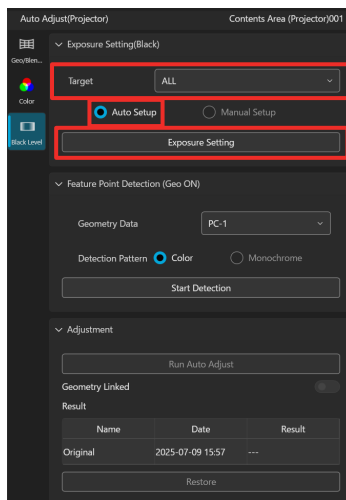 Auto Adjust(Projector) Contents Area (Projector)001
Geo/Blen...
Color
Black Level
Exposure Setting(Black)
Target ALL
Auto Setup Manual Setup
Exposure Setting
Feature Point Detection (Geo ON)
Geometry Data PC-1
Detection Pattern Color Monochrome
Start Detection
Adjustment
Run Auto Adjust
Geometry Linked
Result
Name Date Result
Original 2025-07-09 15:57 ---
Restore